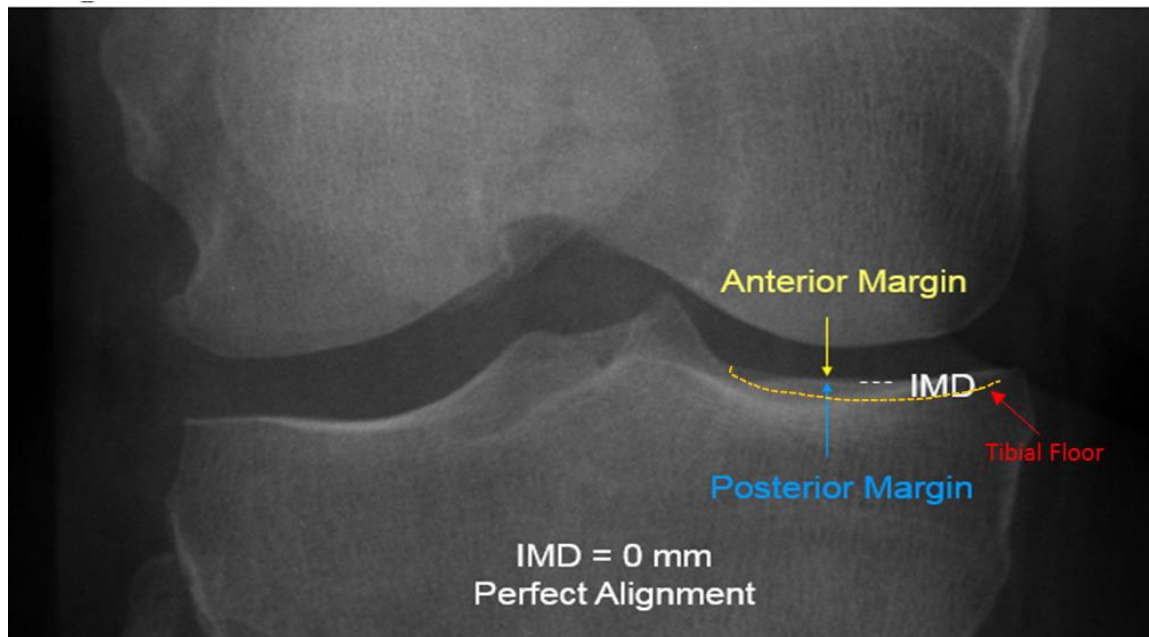 Anterior Margin
IMD
Tibial Floor
Posterior Margin
IMD = 0 mm
Perfect Alignment